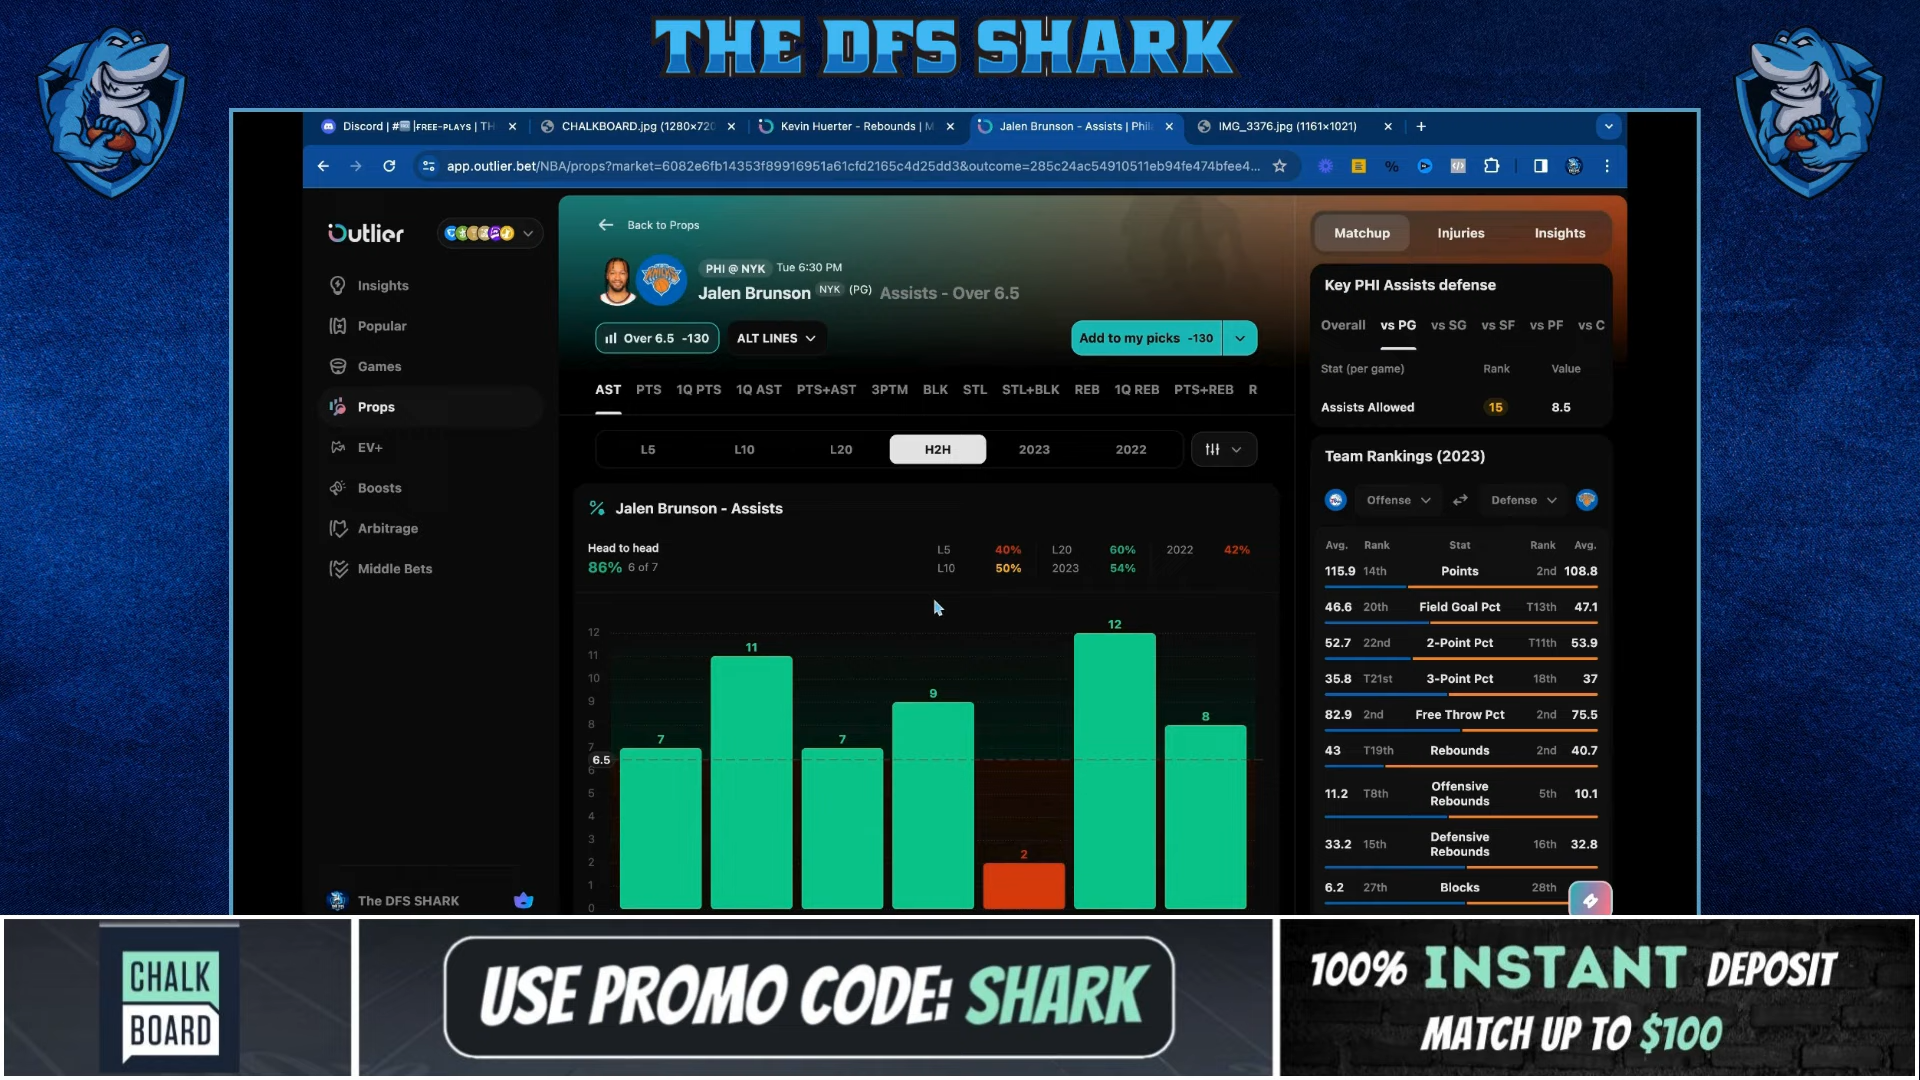 THE DFS SHARK
Discord | # |FREE-PLAYS | TH
CHALKBOARD.jpg (1280×720
Kevin Huerter - Rebounds | M
Jalen Brunson - Assists | Phil
IMG_3376.jpg (1161×1021)
app.outlier.bet/NBA/props?market=6082e6fb14353f89916951a61cfd2165c4d25dd3&outcome=285c24ac54910511eb94fe474bfee4...
Outlier
Insights
Popular
Games
Props
EV+
Boosts
Arbitrage
Middle Bets
The DFS SHARK
Back to Props
PHI @ NYK Tue 6:30 PM
Jalen Brunson NYK (PG) Assists - Over 6.5
Over 6.5 -130
ALT LINES
Add to my picks -130
AST PTS 1Q PTS 1Q AST PTS+AST 3PTM BLK STL STL+BLK REB 1Q REB PTS+REB R
L5 L10 L20 H2H 2023 2022
% Jalen Brunson - Assists
Head to head
86% 6 of 7
L5 40% L20 60% 2022 42%
L10 50% 2023 54%
12
11
10
9
8
7
6.5
6
5
4
3
2
1
0
7 11 7 9 2 12 8
Matchup Injuries Insights
Key PHI Assists defense
Overall vs PG vs SG vs SF vs PF vs C
Stat (per game) Rank Value
Assists Allowed 15 8.5
Team Rankings (2023)
Offense Defense
Avg. Rank Stat Rank Avg.
115.9 14th Points 2nd 108.8
46.6 20th Field Goal Pct T13th 47.1
52.7 22nd 2-Point Pct T11th 53.9
35.8 T21st 3-Point Pct 18th 37
82.9 2nd Free Throw Pct 2nd 75.5
43 T19th Rebounds 2nd 40.7
11.2 T8th Offensive Rebounds 5th 10.1
33.2 15th Defensive Rebounds 16th 32.8
6.2 27th Blocks 28th
CHALK
BOARD
USE PROMO CODE: SHARK
100% INSTANT DEPOSIT
MATCH UP TO $100